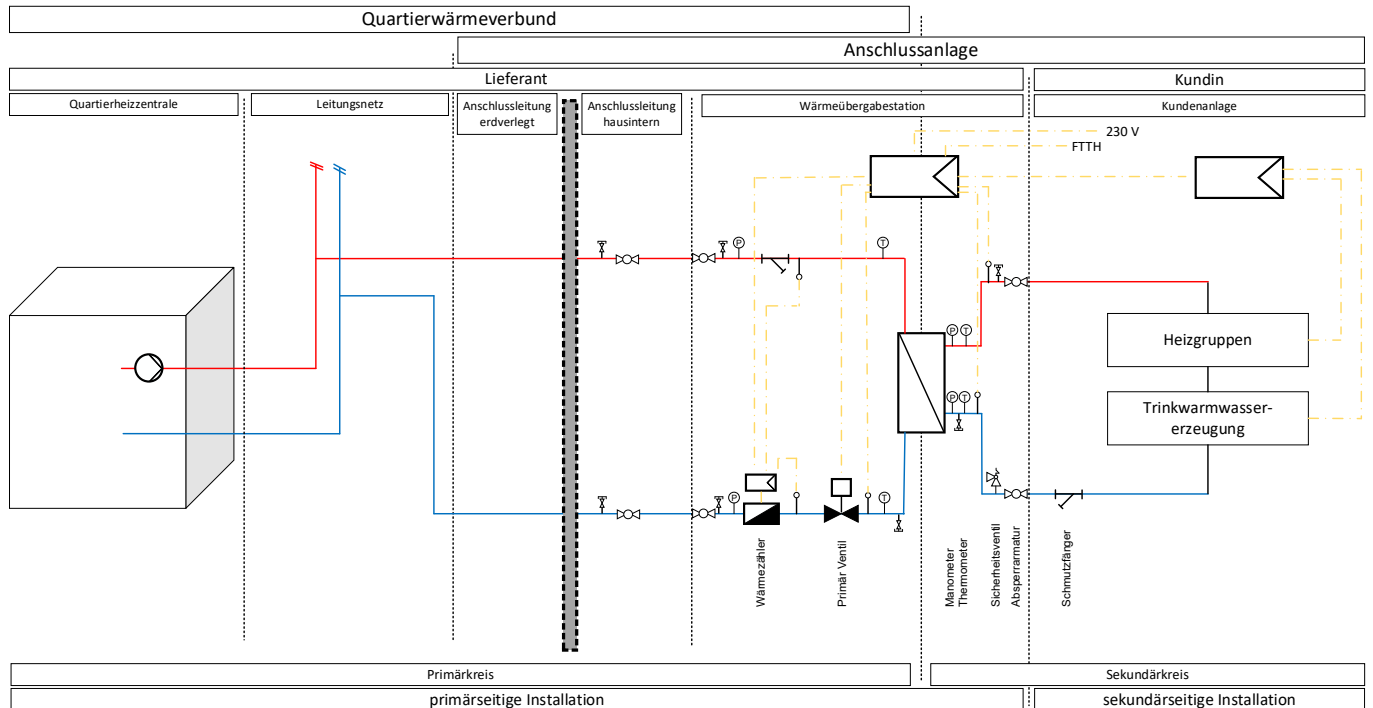 Quartierwärmeverbund
Anschlussanlage
Lieferant
Kundin
Quartierheizzentrale
Leitungsnetz
Anschlussleitung
erdverlegt
Anschlussleitung
hausintern
Wärmeübergabestation
Kundenanlage
230 V
FTTH
P
T
P
T
Heizgruppen
P
T
Trinkwarmwasser-
erzeugung
P
T
Wärmezähler
Primär Ventil
Manometer
Thermometer
Sicherheitsventil
Absperrarmatur
Schmutzfänger
Primärkreis
Sekundärkreis
primärseitige Installation
sekundärseitige Installation